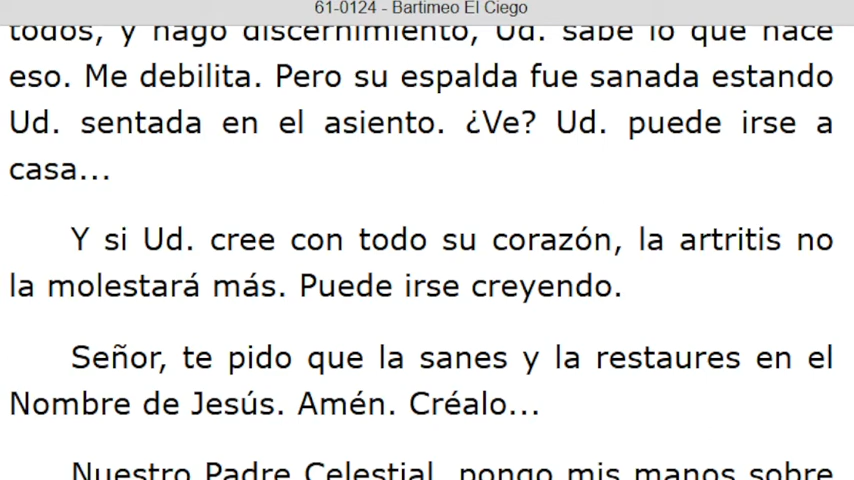 61-0124 - Bartimeo El Ciego
todos, y hago discernimiento, Ud. sabe lo que hace
eso. Me debilita. Pero su espalda fue sanada estando
Ud. sentada en el asiento. ¿Ve? Ud. puede irse a
casa...
Y si Ud. cree con todo su corazón, la artritis no
la molestará más. Puede irse creyendo.
Señor, te pido que la sanes y la restaures en el
Nombre de Jesús. Amén. Créalo...
Nuestro Padre Celestial, pongo mis manos sobre